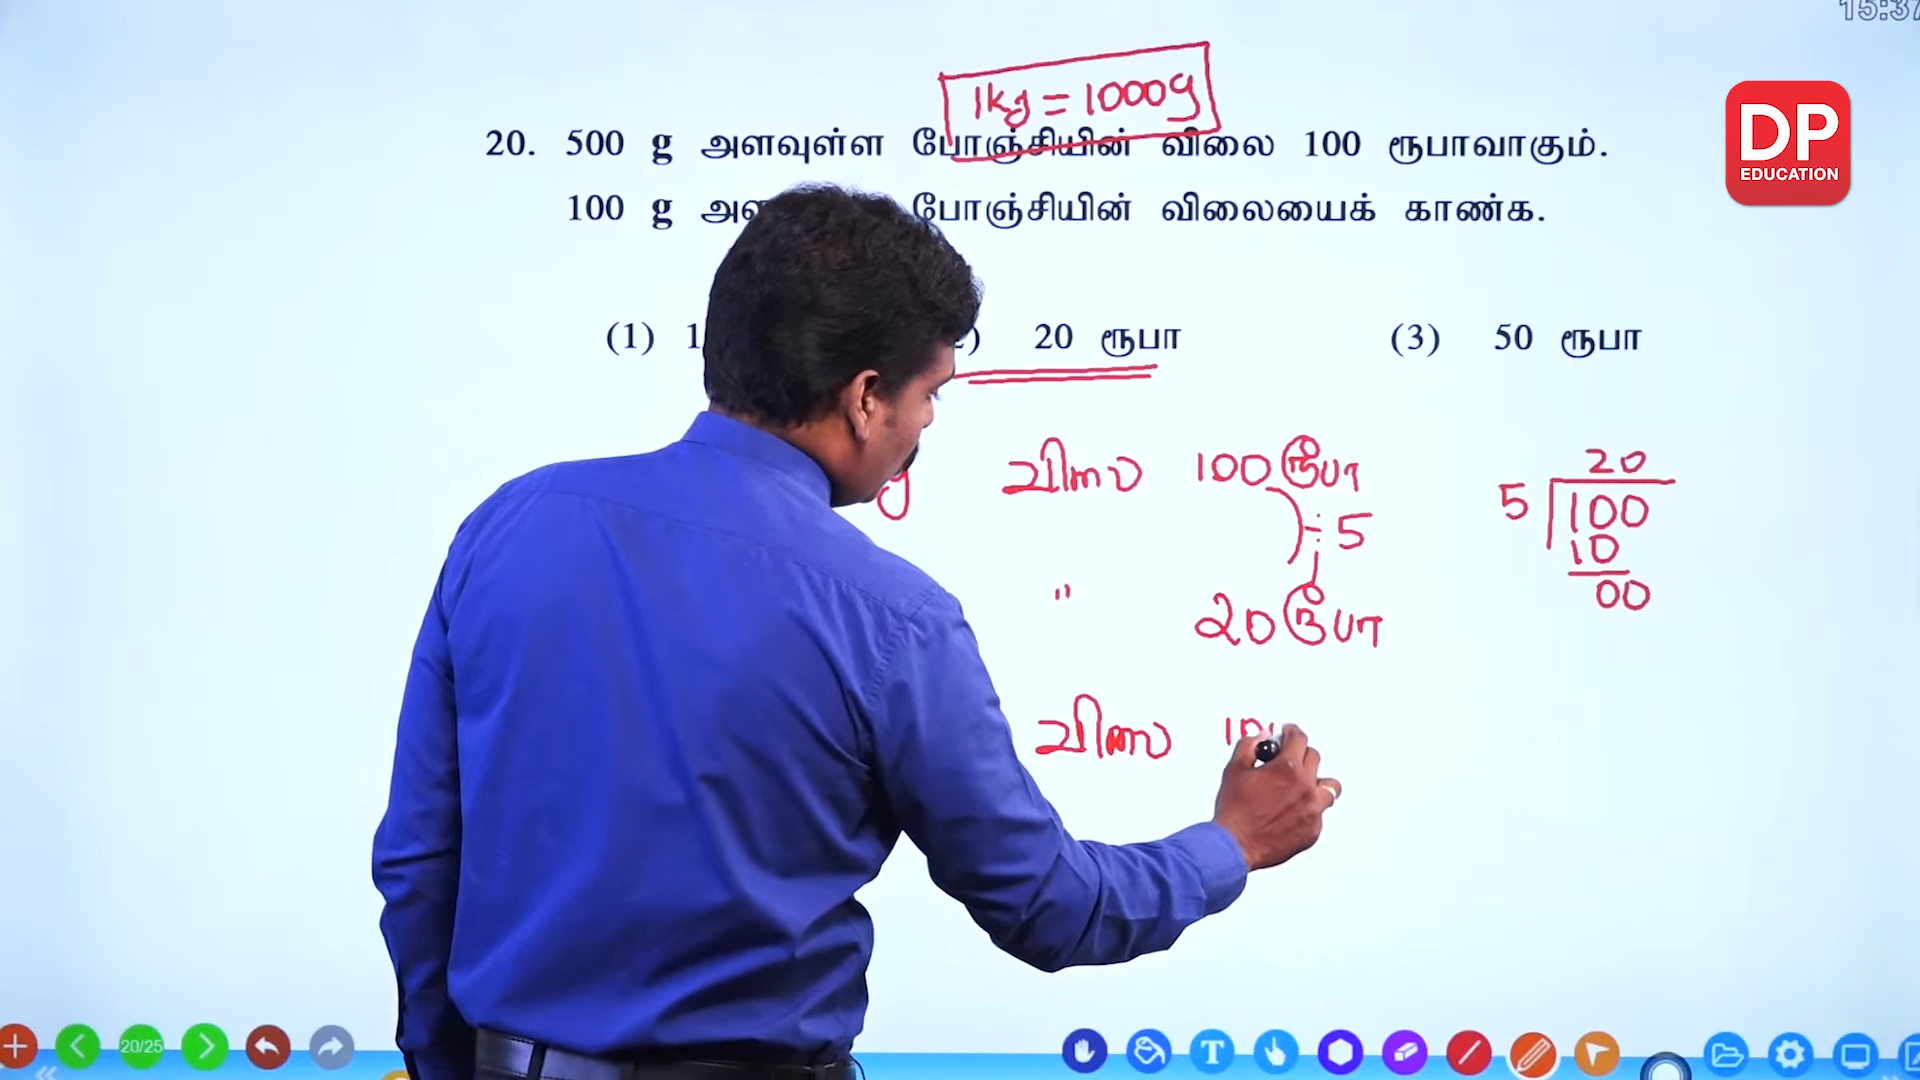 15:37
1kg = 1000g
DP
EDUCATION
20. 500 g அளவுள்ள போஞ்சியின் விலை 100 ரூபாவாகும்.
100 g போஞ்சியின் விலையைக் காண்க.
(1) 20 ரூபா (3) 50 ரூபா
விலை 100 ரூபா
÷ 5
" 20 ரூபா
20
5 100
10
00
விலை
20/25